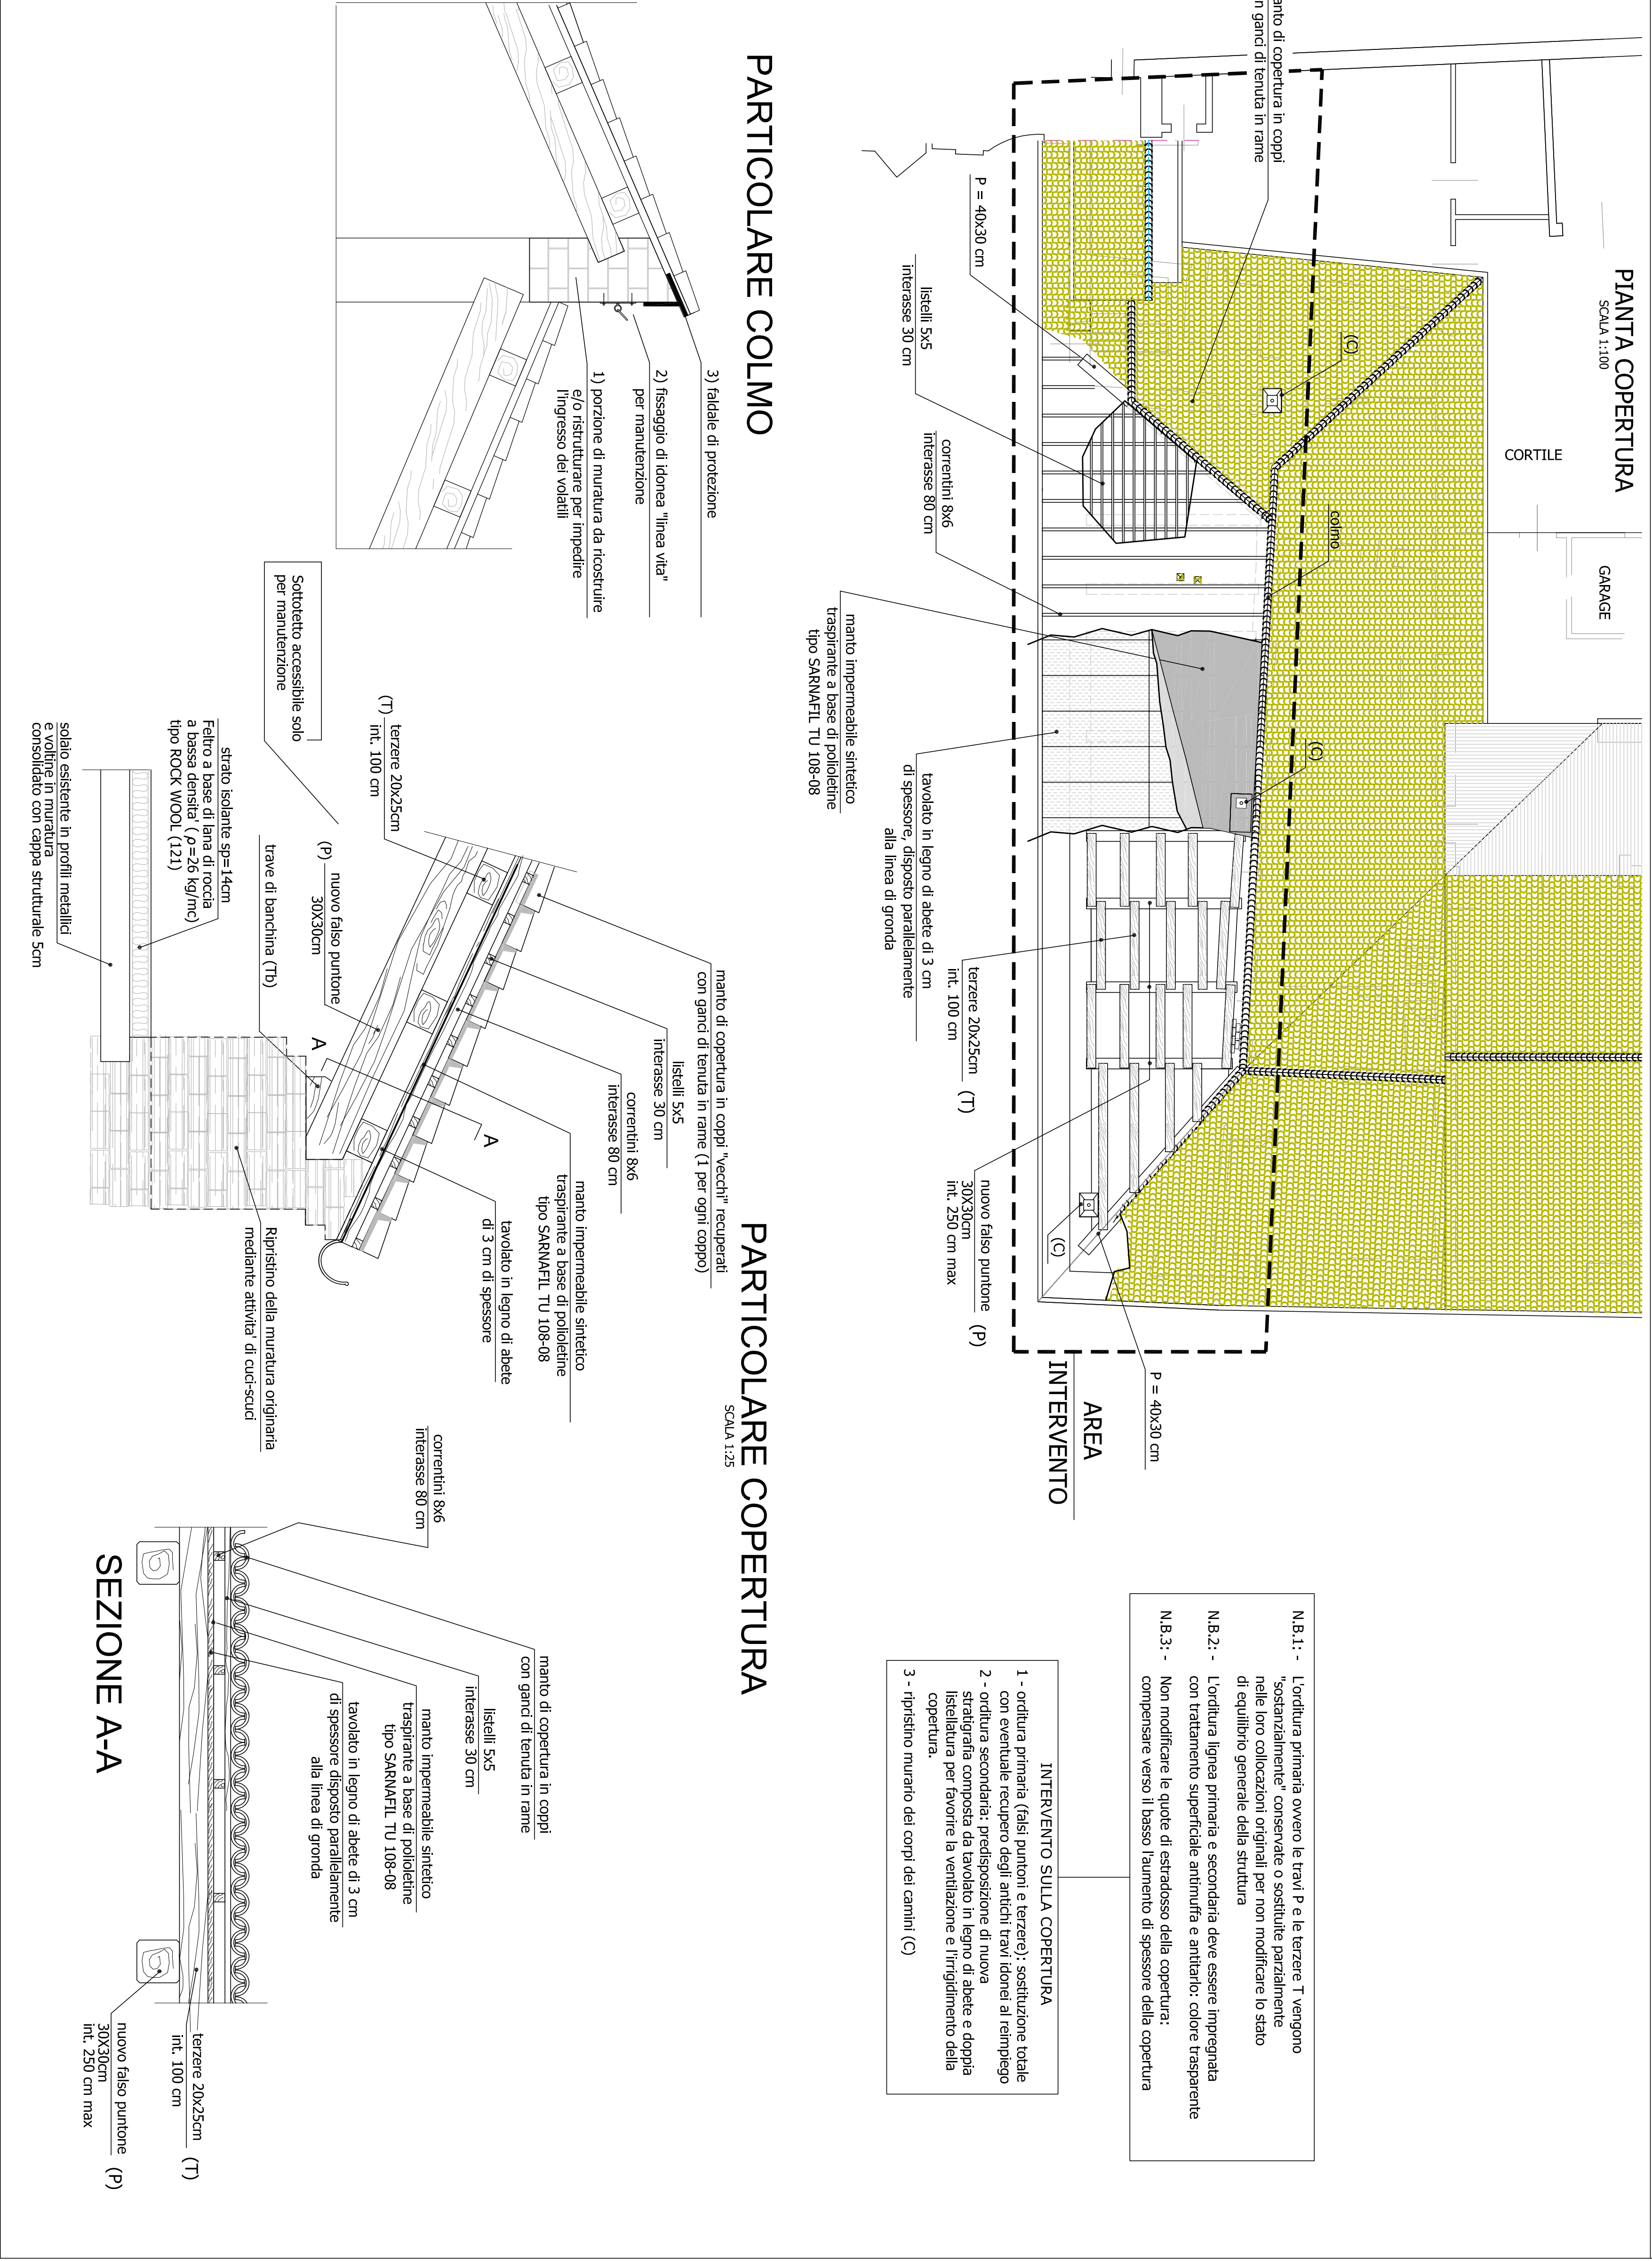 PIANTA COPERTURA
SCALA 1:100
CORTILE
GARAGE
anto di copertura in coppi
n ganci di tenuta in rame
(C)
colmo
(C)
P = 40x30 cm
listelli 5x5
interasse 30 cm
correntini 8x6
interasse 80 cm
manto impermeabile sintetico
traspirante a base di polioletine
tipo SARNAFIL TU 108-08
tavolato in legno di abete di 3 cm
di spessore, disposto parallelamente
alla linea di gronda
terzere 20x25cm
int. 100 cm
(T)
nuovo falso puntone
30X30cm
int. 250 cm max
(P)
(C)
P = 40x30 cm
AREA
INTERVENTO
N.B.1: - L'orditura primaria ovvero le travi P e le terzere T vengono
"sostanzialmente" conservate o sostituite parzialmente
nelle loro collocazioni originali per non modificare lo stato
di equilibrio generale della struttura
N.B.2: - L'orditura lignea primaria e secondaria deve essere impregnata
con trattamento superficiale antimuffa e antitarlo: colore trasparente
N.B.3: - Non modificare le quote di estradosso della copertura:
compensare verso il basso l'aumento di spessore della copertura
INTERVENTO SULLA COPERTURA
1 - orditura primaria (falsi puntoni e terzere): sostituzione totale
con eventuale recupero degli antichi travi idonei al reimpiego
2 - orditura secondaria: predisposizione di nuova
stratigrafia composta da tavolato in legno di abete e doppia
listellatura per favorire la ventilazione e l'irrigidimento della
copertura.
3 - ripristino murario dei corpi dei camini (C)
PARTICOLARE COLMO
3) faldale di protezione
2) fissaggio di idonea "linea vita"
per manutenzione
1) porzione di muratura da ricostruire
e/o ristrutturare per impedire
l'ingresso dei volatili
PARTICOLARE COPERTURA
SCALA 1:25
manto di copertura in coppi "vecchi" recuperati
con ganci di tenuta in rame (1 per ogni coppo)
listelli 5x5
interasse 30 cm
correntini 8x6
interasse 80 cm
manto impermeabile sintetico
traspirante a base di polioletine
tipo SARNAFIL TU 108-08
tavolato in legno di abete
di 3 cm di spessore
A
A
terzere 20x25cm
(T) int. 100 cm
nuovo falso puntone
(P) 30X30cm
Sottotetto accessibile solo
per manutenzione
trave di banchina (Tb)
strato isolante sp=14cm
Feltro a base di lana di roccia
a bassa densita' (ρ=26 kg/mc)
tipo ROCK WOOL (121)
solaio esistente in profili metallici
e voltine in muratura
consolidato con cappa strutturale 5cm
Ripristino della muratura originaria
mediante attivita' di cuci-scuci
correntini 8x6
interasse 80 cm
manto di copertura in coppi
con ganci di tenuta in rame
listelli 5x5
interasse 30 cm
manto impermeabile sintetico
traspirante a base di polioletine
tipo SARNAFIL TU 108-08
tavolato in legno di abete di 3 cm
di spessore disposto parallelamente
alla linea di gronda
terzere 20x25cm
int. 100 cm
(T)
nuovo falso puntone
30X30cm
int. 250 cm max
(P)
SEZIONE A-A